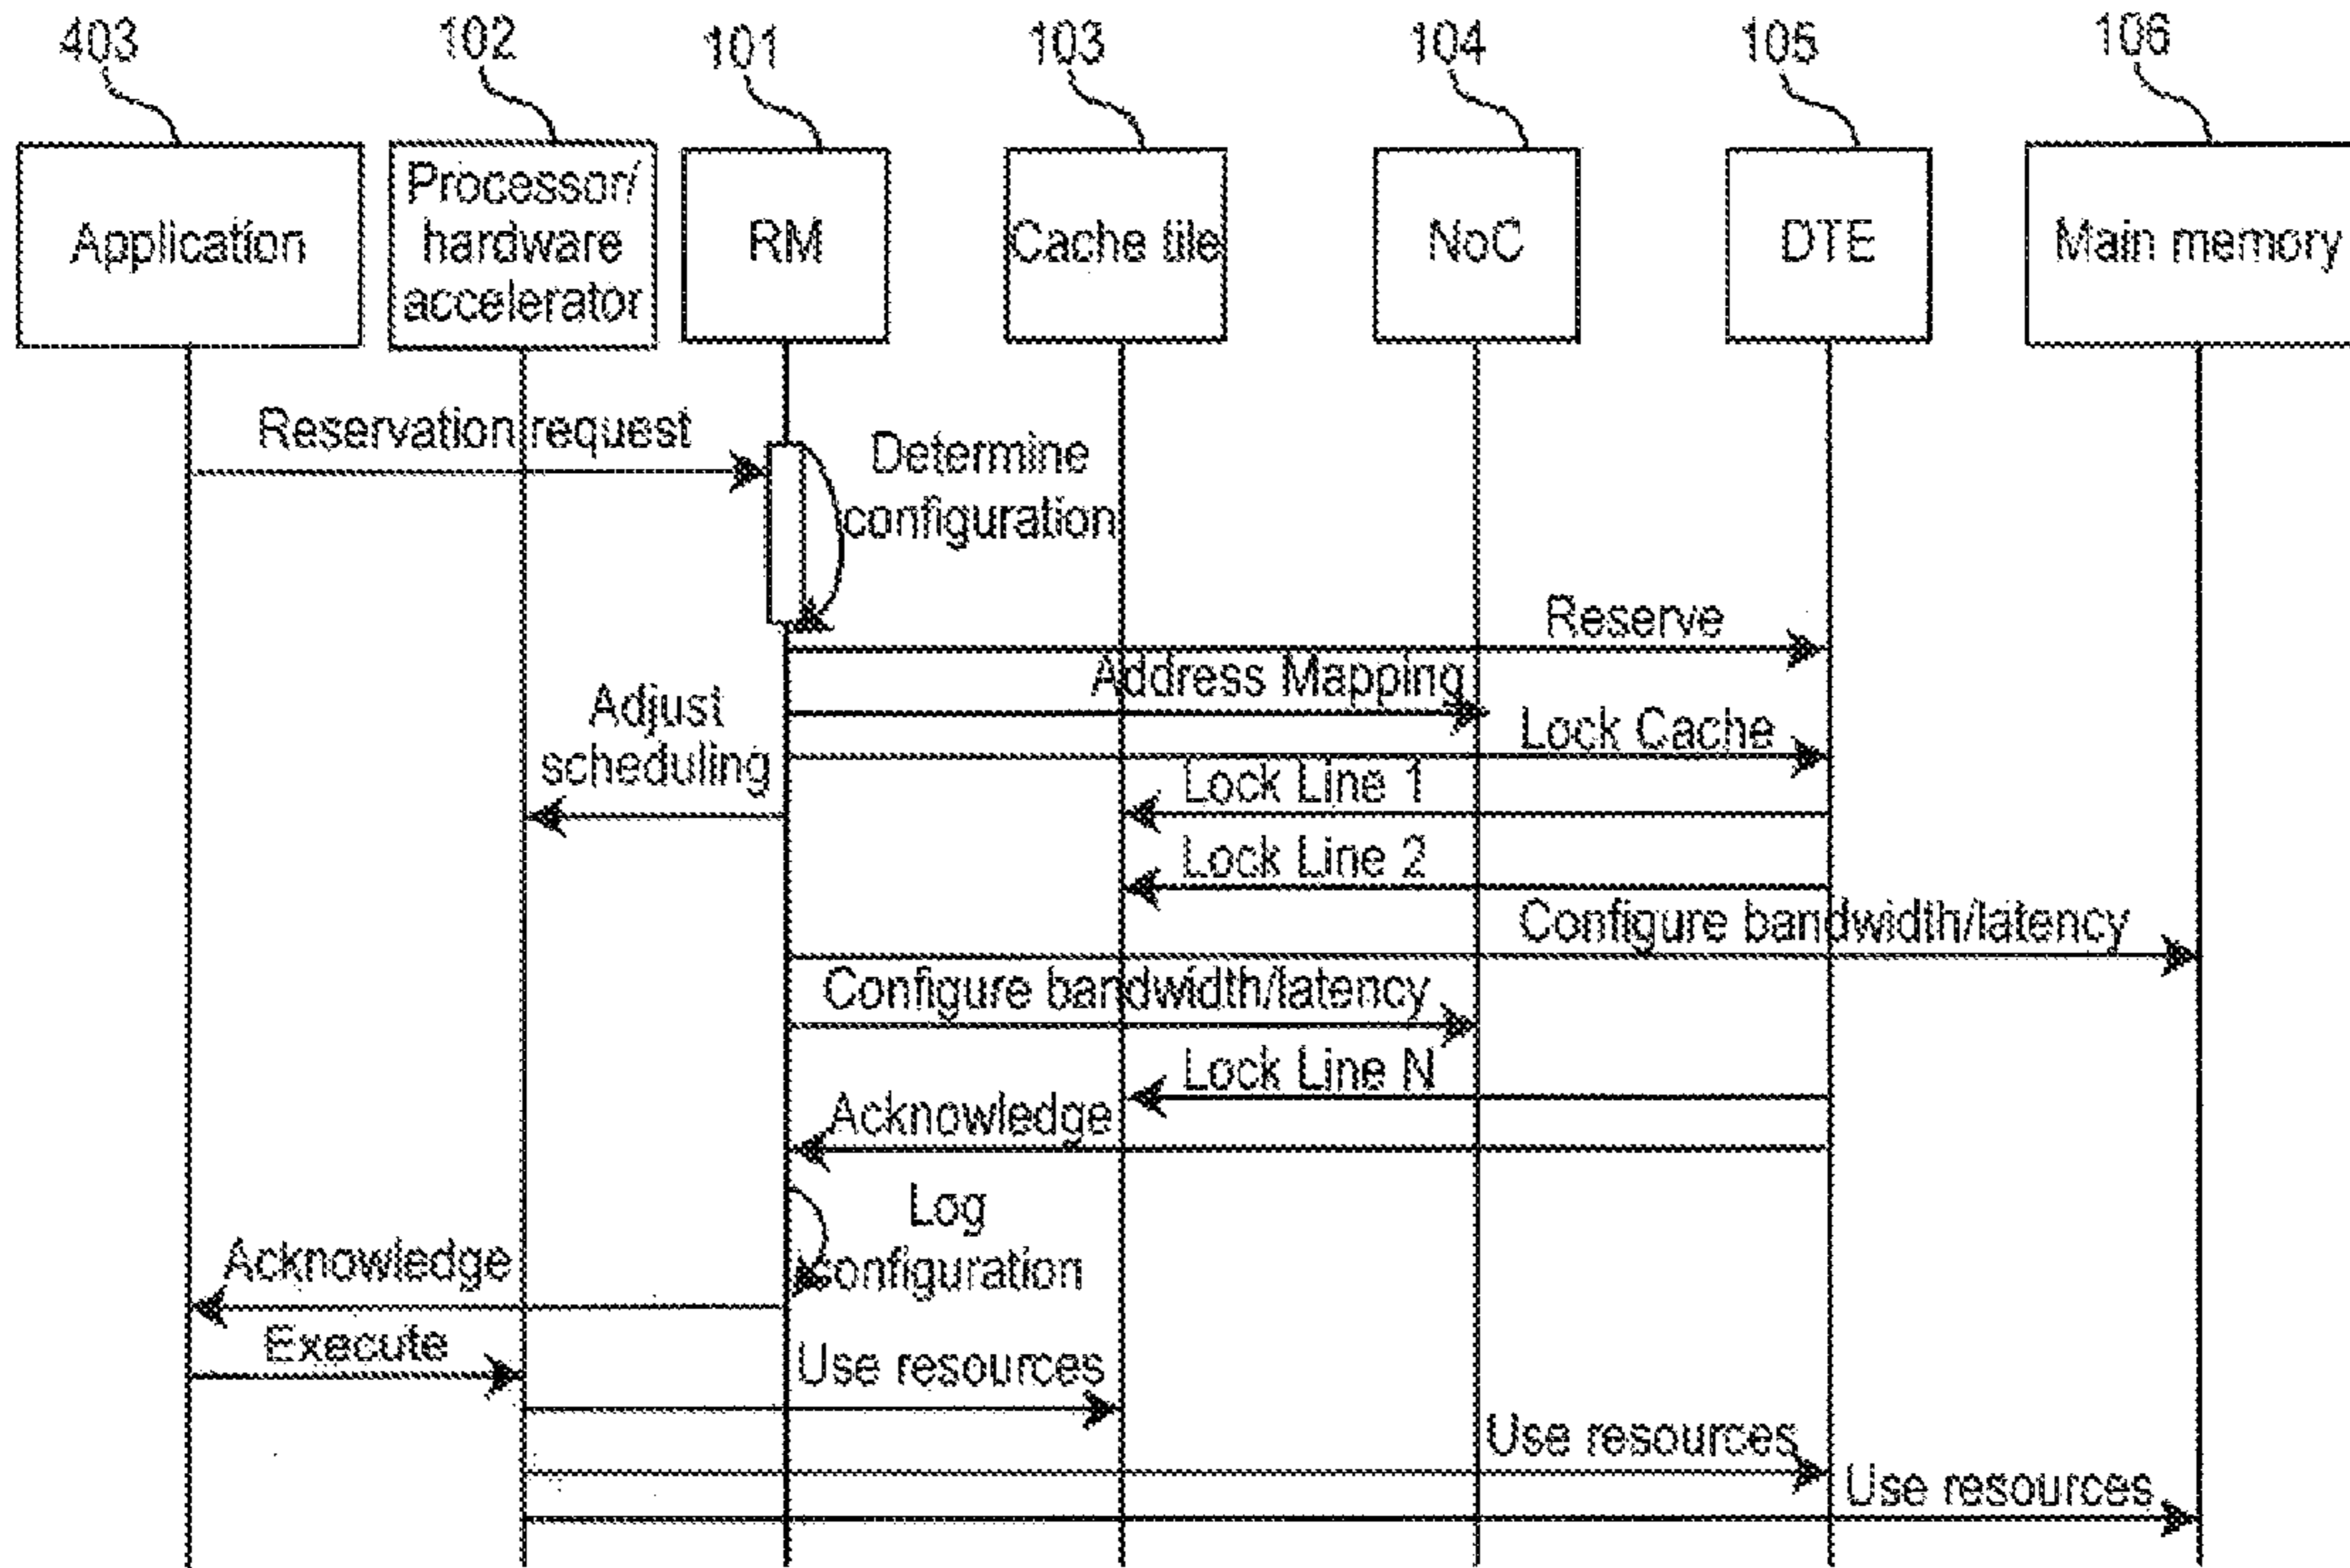 403
102
101
103
104
105
106
Application
Processor/
hardware
accelerator
RM
Cache tile
NoC
DTE
Main memory
Reservation request
Determine
configuration
Reserve
Address Mapping
Adjust
scheduling
Lock Cache
Lock Line 1
Lock Line 2
Configure bandwidth/latency
Configure bandwidth/latency
Lock Line N
Acknowledge
Log
configuration
Acknowledge
Execute
Use resources
Use resources
Use resources